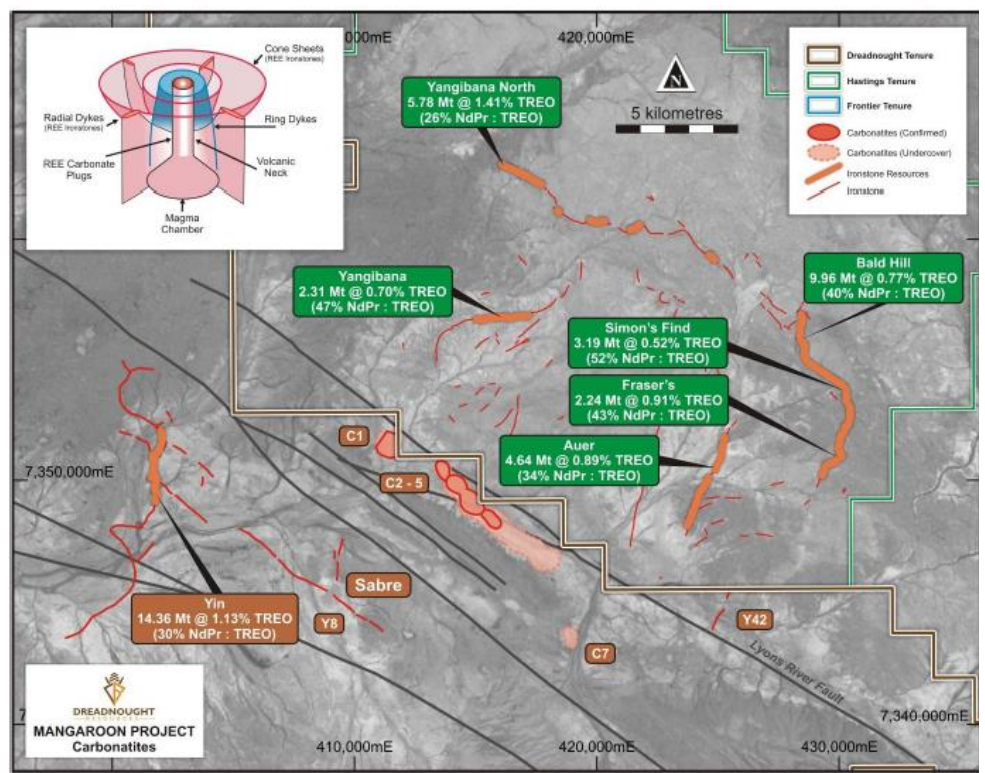 Cone Sheets
(REE Ironstones)
Radial Dykes
(REE Ironstones)
Ring Dykes
REE Carbonate
Plugs
Volcanic
Neck
Magma
Chamber
000mE
420,000mE
N
5 kilometres
Dreadnought Tenure
Hastings Tenure
Frontier Tenure
Carbonatites (Confirmed)
Carbonatites (Undercover)
Ironstone Resources
Ironstone
Yangibana North
5.78 Mt @ 1.41% TREO
(26% NdPr : TREO)
Yangibana
2.31 Mt @ 0.70% TREO
(47% NdPr : TREO)
Bald Hill
9.96 Mt @ 0.77% TREO
(40% NdPr : TREO)
Simon's Find
3.19 Mt @ 0.52% TREO
(52% NdPr : TREO)
Fraser's
2.24 Mt @ 0.91% TREO
(43% NdPr : TREO)
Auer
4.64 Mt @ 0.89% TREO
(34% NdPr : TREO)
C1
C2 - 5
7,350,000mE
Sabre
Yin
14.36 Mt @ 1.13% TREO
(30% NdPr : TREO)
Y8
C7
Y42
Lyons River Fault
DREADNOUGHT
RESOURCES
MANGAROON PROJECT
Carbonatites
7,340,000mE
410,000mE
420,000mE
430,000mE